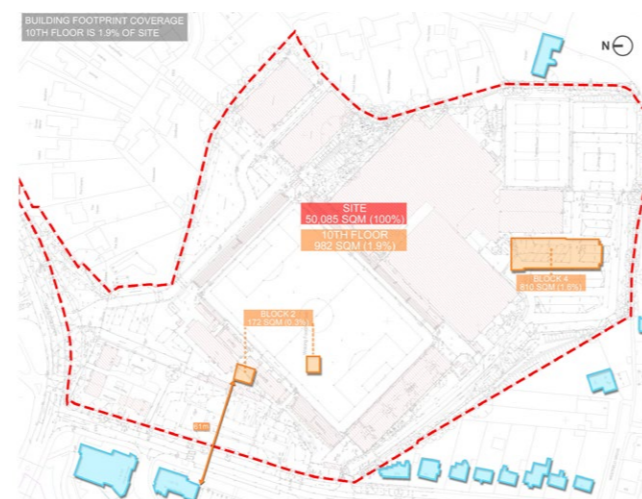 BUILDING FOOTPRINT COVERAGE
10TH FLOOR IS 1.9% OF SITE
N
SITE
50,085 SQM (100%)
10TH FLOOR
982 SQM (1.9%)
BLOCK 4
810 SQM (1.6%)
BLOCK 2
172 SQM (0.3%)
61m